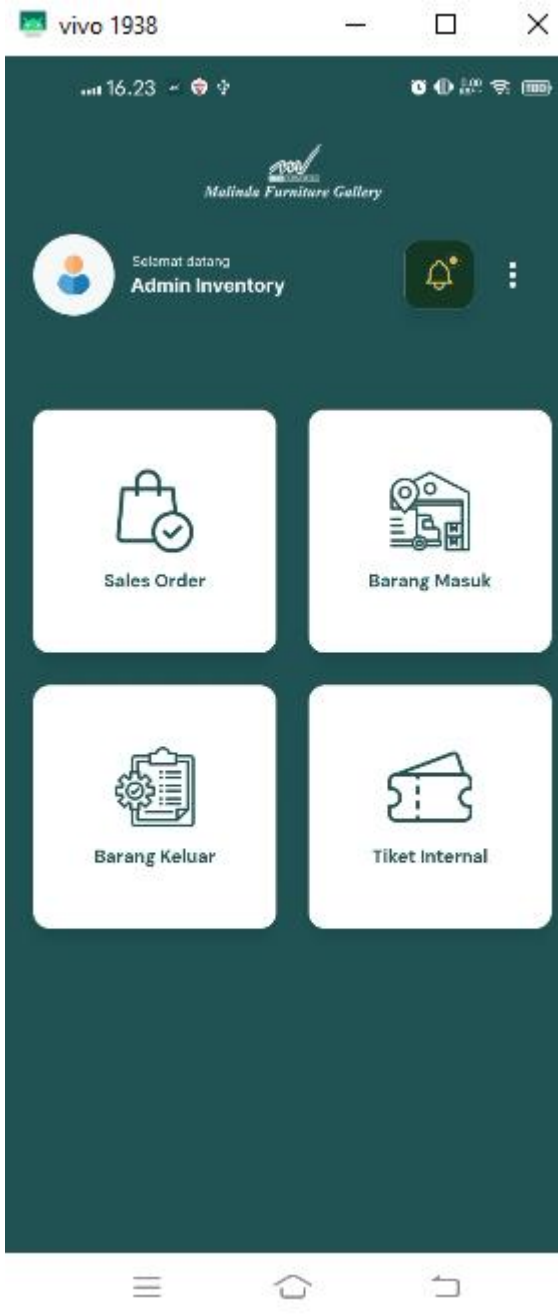 vivo 1938
16.23
Malinda Furniture Gallery
Selamat datang
Admin Inventory
Sales Order
Barang Masuk
Barang Keluar
Tiket Internal